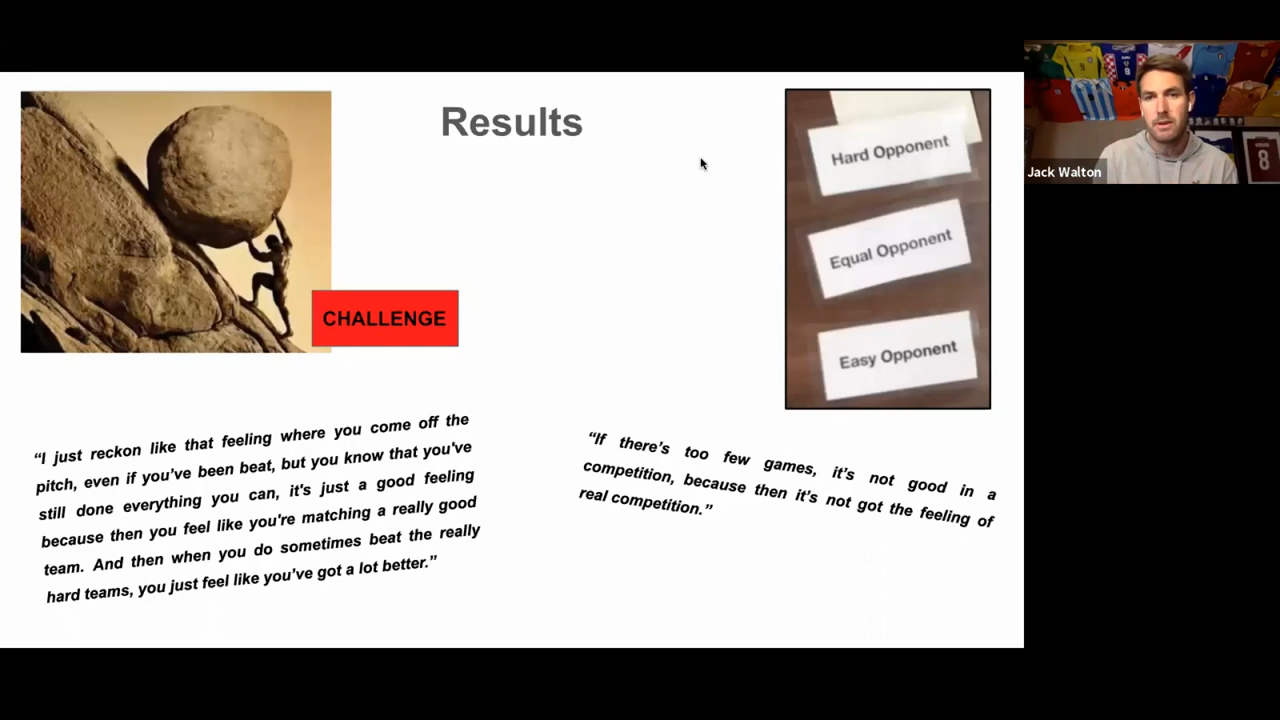 Results
Hard Opponent
Equal Opponent
Easy Opponent
CHALLENGE
“I just reckon like that feeling where you come off the
pitch, even if you’ve been beat, but you know that you've
still done everything you can, it's just a good feeling
because then you feel like you're matching a really good
team. And then when you do sometimes beat the really
hard teams, you just feel like you’ve got a lot better.”
“If there’s too few games, it’s not good in a
competition, because then it’s not got the feeling of
real competition.”
Jack Walton
8